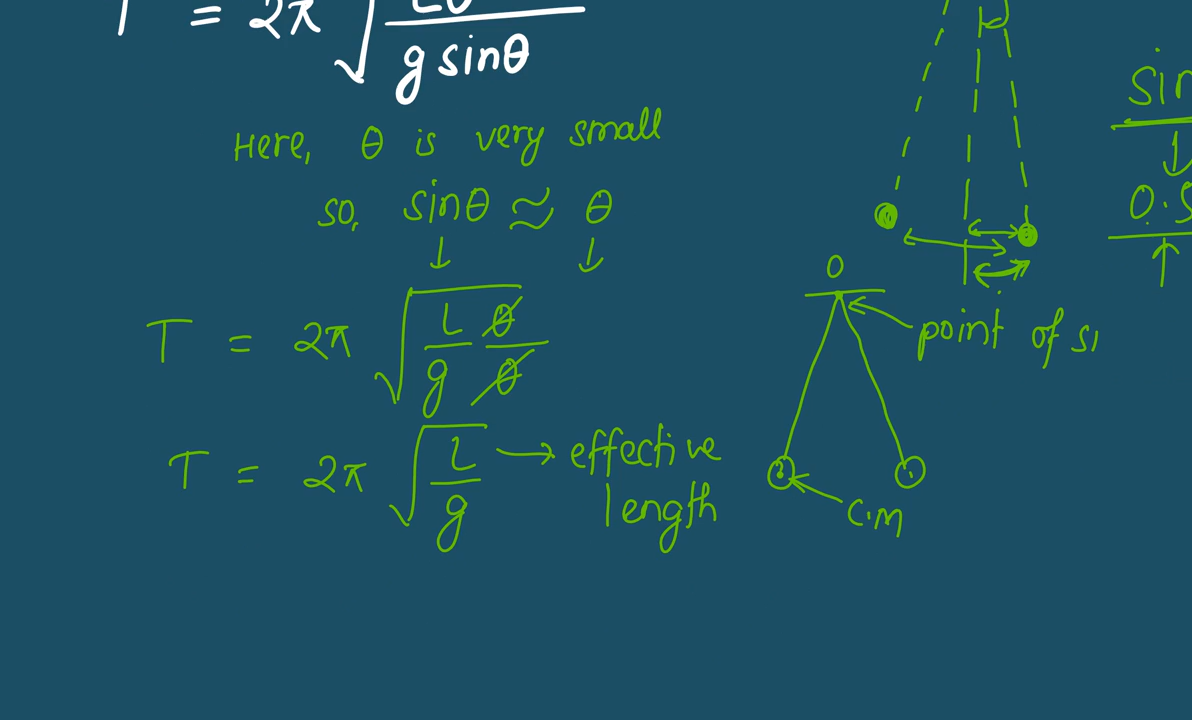 T = 2π √ Lθ / g sinθ
Here, θ is very small
so, sinθ ≈ θ
T = 2π √ L θ / g θ
T = 2π √ L / g → effective length
sin
0.5
O
point of
C.M